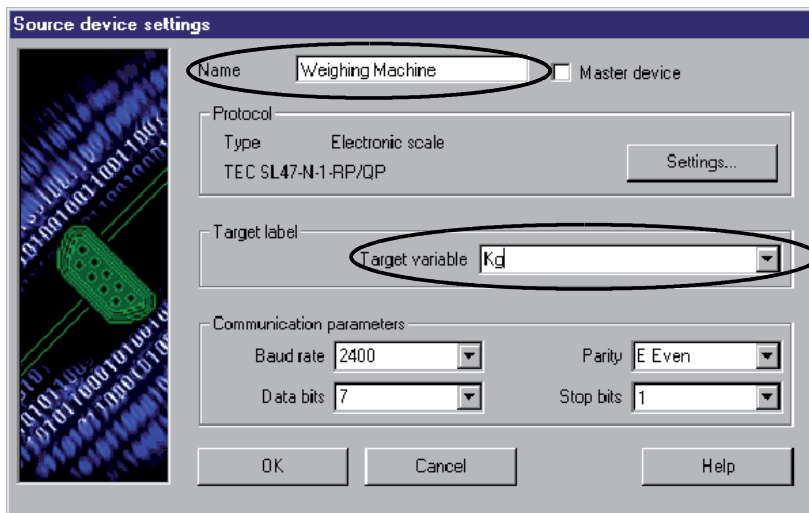 Source device settings
Name Weighing Machine Master device
Protocol
Type Electronic scale
TEC SL47-N-1-RP/QP
Settings...
Target label
Target variable Kg
Communication parameters
Baud rate 2400 Parity E Even
Data bits 7 Stop bits 1
OK Cancel Help